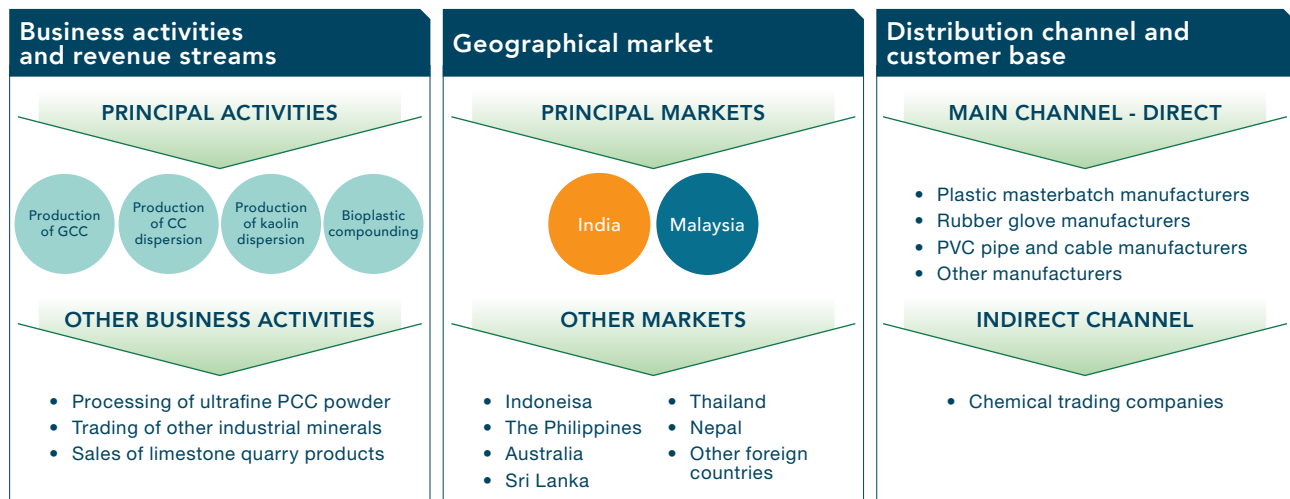 Business activities
and revenue streams
PRINCIPAL ACTIVITIES
Production
of GCC
Production
of CC
dispersion
Production
of kaolin
dispersion
Bioplastic
compounding
OTHER BUSINESS ACTIVITIES
• Processing of ultrafine PCC powder
• Trading of other industrial minerals
• Sales of limestone quarry products
Geographical market
PRINCIPAL MARKETS
India
Malaysia
OTHER MARKETS
• Indoneisa
• The Philippines
• Australia
• Sri Lanka
• Thailand
• Nepal
• Other foreign
countries
Distribution channel and
customer base
MAIN CHANNEL - DIRECT
• Plastic masterbatch manufacturers
• Rubber glove manufacturers
• PVC pipe and cable manufacturers
• Other manufacturers
INDIRECT CHANNEL
• Chemical trading companies